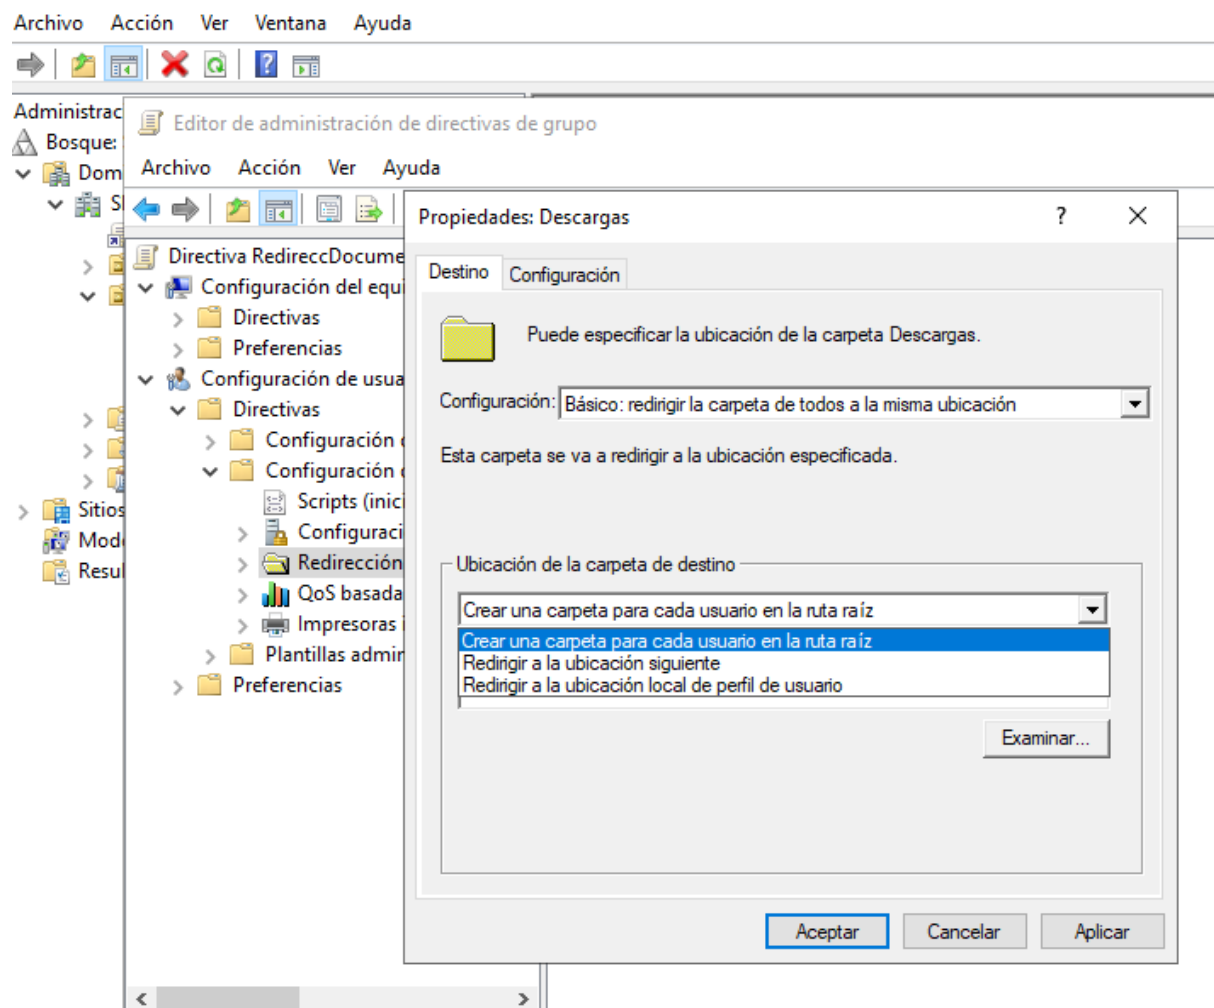 Archivo Acción Ver Ventana Ayuda
Administrac
Bosque:
Dom
Sitios
Mode
Resul
Editor de administración de directivas de grupo
Archivo Acción Ver Ayuda
Directiva RedireccDocume
Configuración del equi
Directivas
Preferencias
Configuración de usua
Directivas
Configuración
Configuración
Scripts (inici
Configuraci
Redirección
QoS basada
Impresoras i
Plantillas admir
Preferencias
Propiedades: Descargas
Destino Configuración
Puede especificar la ubicación de la carpeta Descargas.
Configuración: Básico: redirigir la carpeta de todos a la misma ubicación
Esta carpeta se va a redirigir a la ubicación especificada.
Ubicación de la carpeta de destino
Crear una carpeta para cada usuario en la ruta raíz
Crear una carpeta para cada usuario en la ruta raíz
Redirigir a la ubicación siguiente
Redirigir a la ubicación local de perfil de usuario
Examinar...
Aceptar Cancelar Aplicar